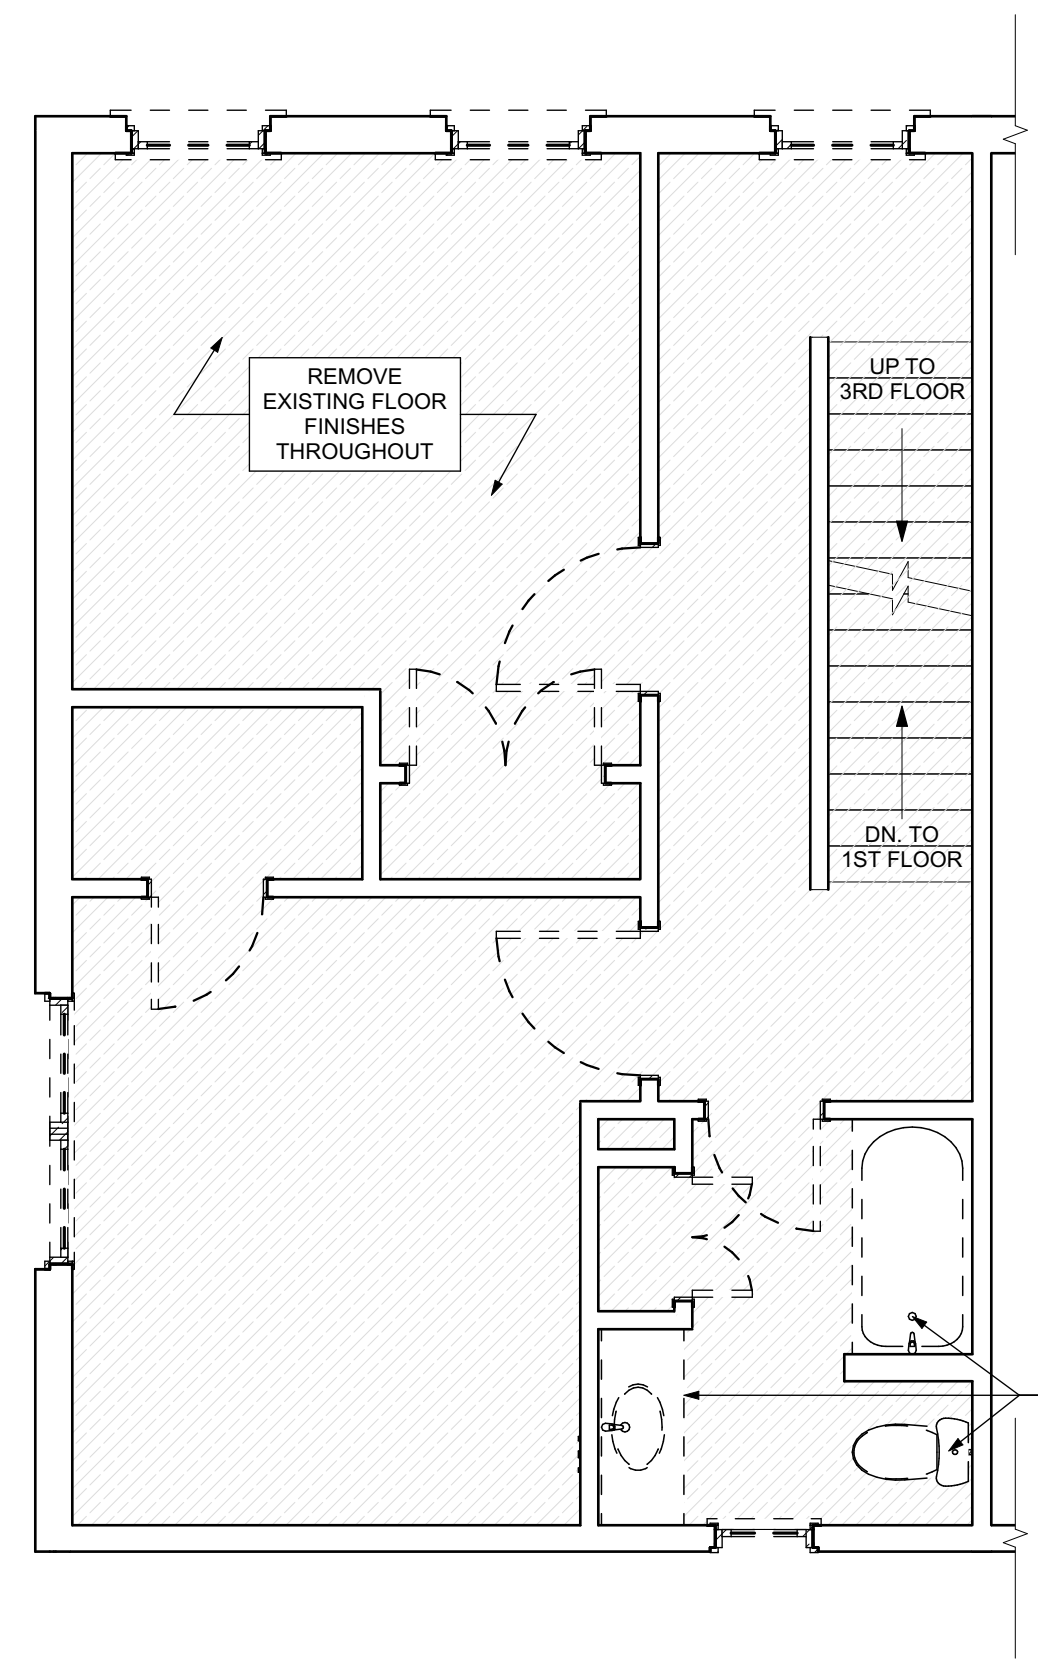 REMOVE
EXISTING FLOOR
FINISHES
THROUGHOUT
UP TO
3RD FLOOR
DN. TO
1ST FLOOR